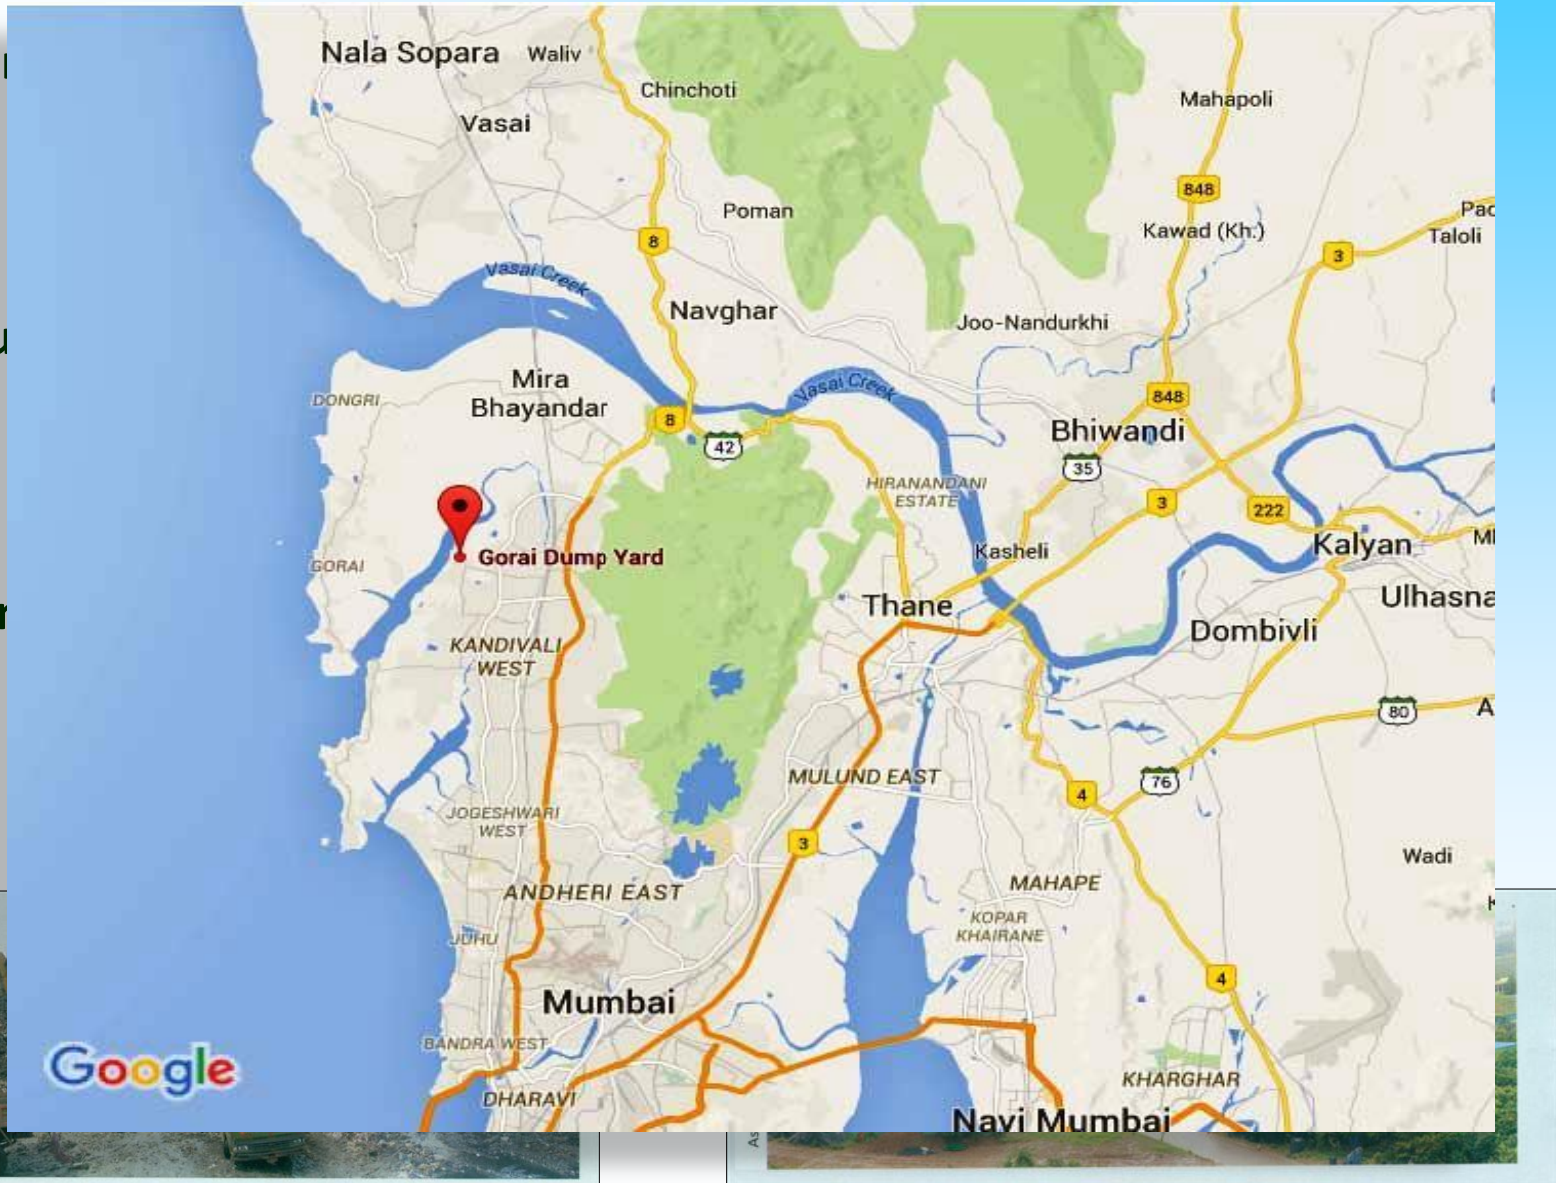 Nala Sopara
Waliv
Chinchoti
Mahapoli
Vasai
848
Poman
Kawad (Kh.)
Taloli
8
3
Vasai Creek
Navghar
Joo-Nandurkhi
Mira
Bhayandar
DONGRI
Vasai Creek
848
8
42
Bhiwandi
35
HIRANANDANI
ESTATE
3
222
Kasheli
Kalyan
GORAI
Gorai Dump Yard
Thane
Ulhasna
Dombivli
KANDIVALI
WEST
80
A
MULUND EAST
76
4
JOGESHWARI
WEST
3
Wadi
ANDHERI EAST
MAHAPE
KOPAR
KHAIRANE
JUHU
4
Mumbai
BANDRA WEST
Google
DHARAVI
KHARGHAR
Navi Mumbai
As